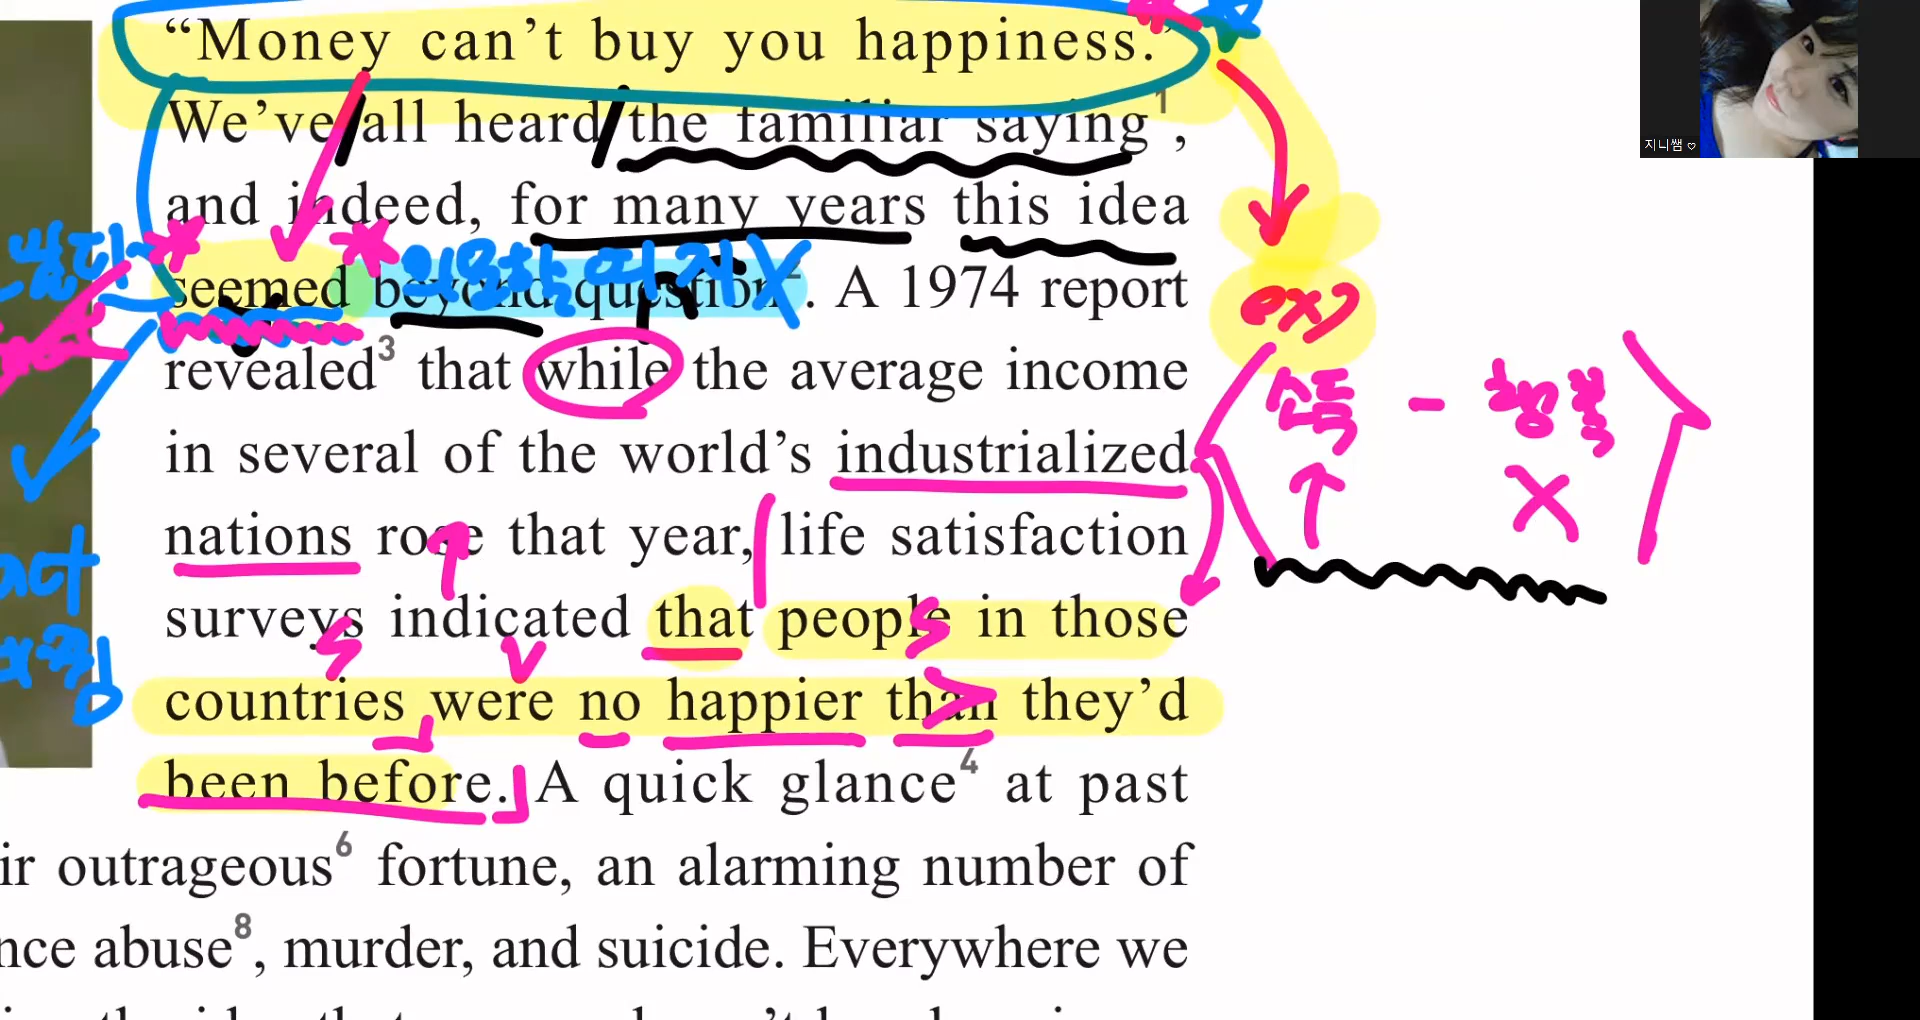 “Money can’t buy you happiness.”
We’ve all heard the familiar saying1,
and indeed, for many years this idea
seemed beyond question2. A 1974 report
의문할 여지 X
revealed3 that while the average income
in several of the world’s industrialized
nations rose that year, life satisfaction
surveys indicated that people in those
countries were no happier than they’d
been before. A quick glance4 at past
ir outrageous6 fortune, an alarming number of
nce abuse8, murder, and suicide. Everywhere we
ex)
소득 - 행복
↑ X
S
S V
>
지니쌤 ♡